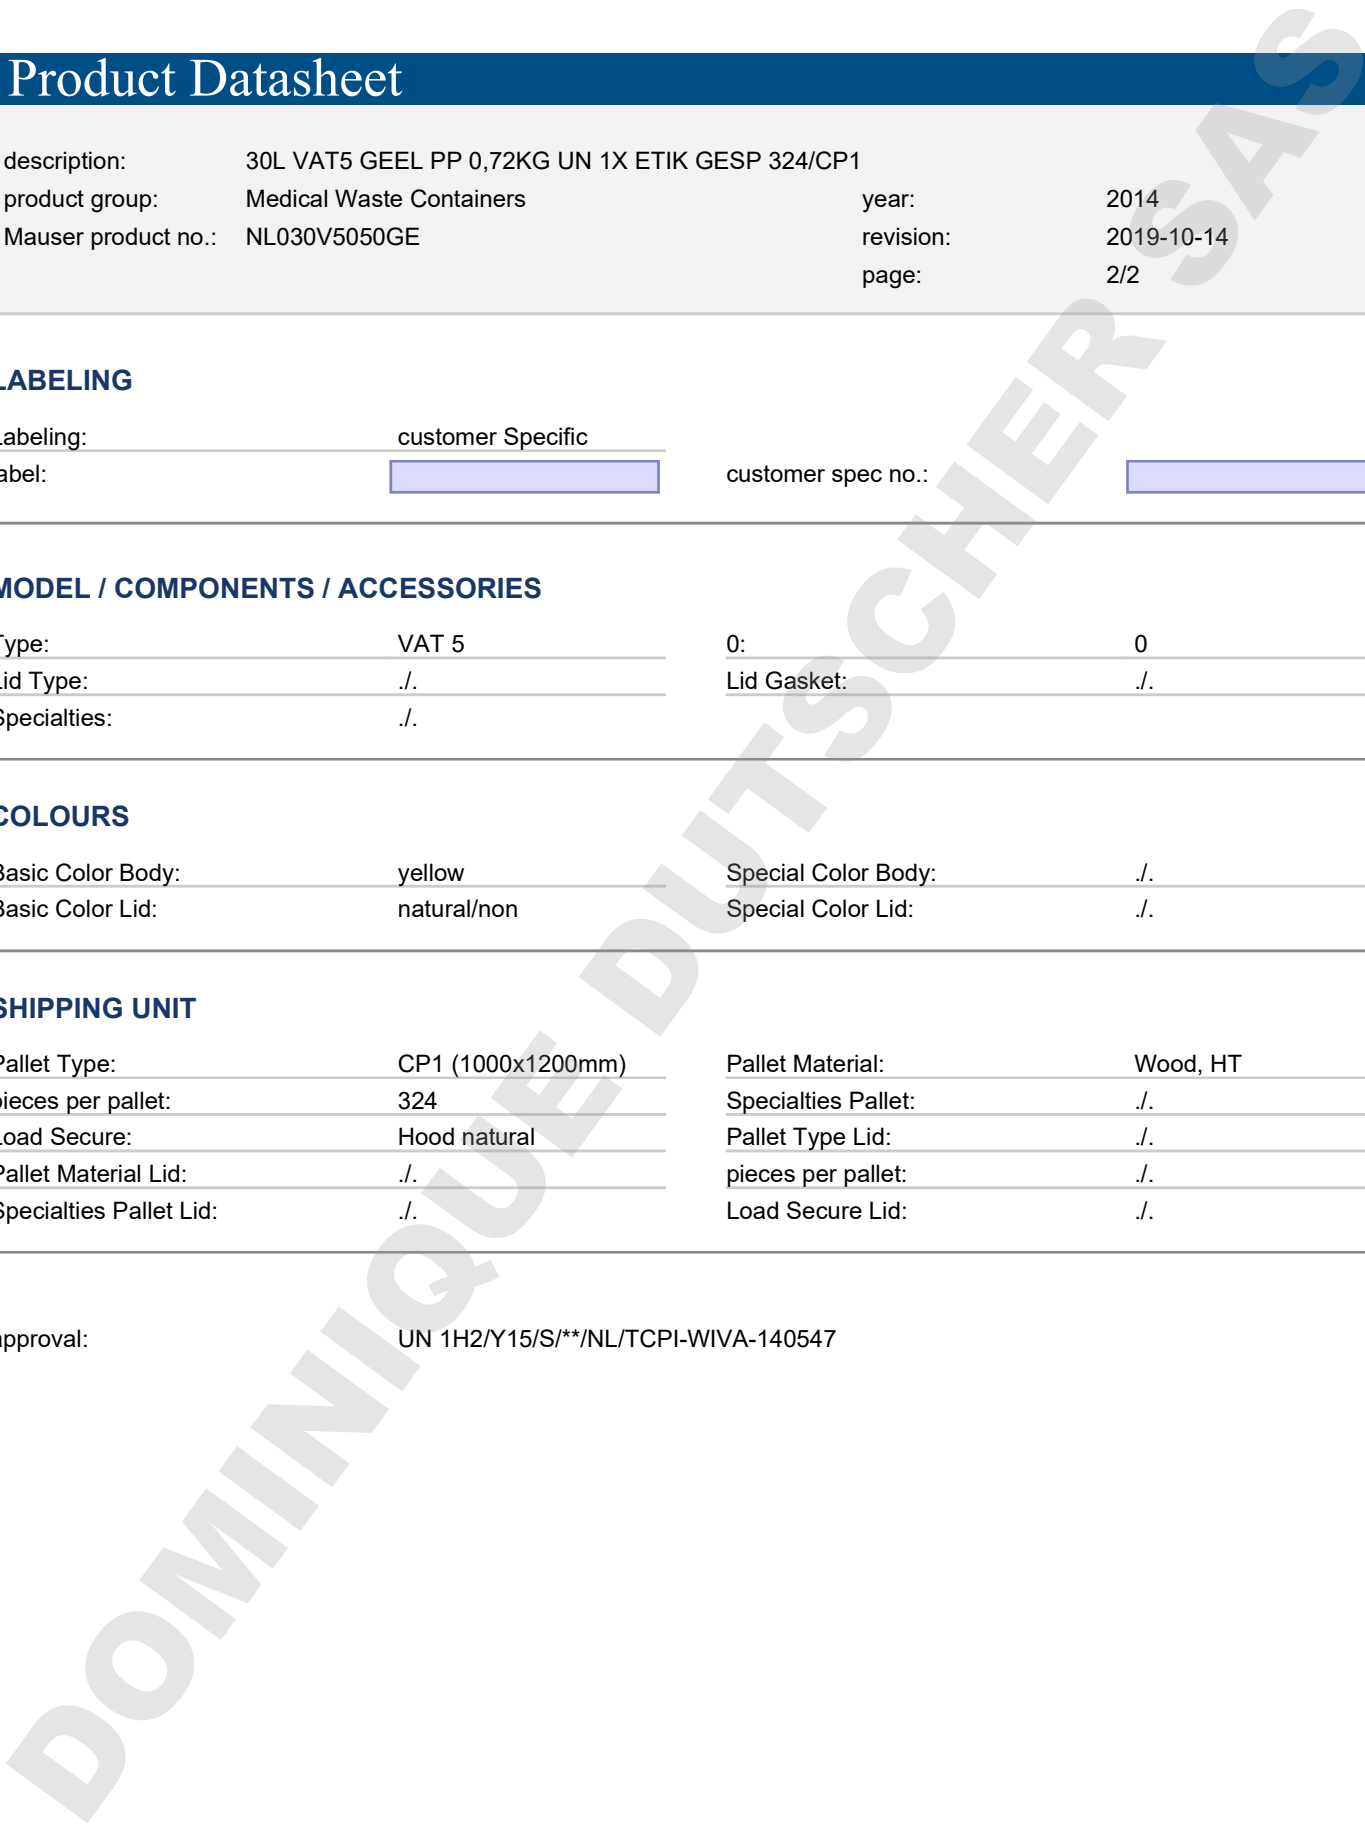 Product Datasheet
description: 30L VAT5 GEEL PP 0,72KG UN 1X ETIK GESP 324/CP1
product group: Medical Waste Containers year: 2014
Mauser product no.: NL030V5050GE revision: 2019-10-14
page: 2/2
LABELING
Labeling: customer Specific
label: customer spec no.:
MODEL / COMPONENTS / ACCESSORIES
Type: VAT 5 0: 0
Lid Type: ./. Lid Gasket: ./.
Specialties: ./.
COLOURS
Basic Color Body: yellow Special Color Body: ./.
Basic Color Lid: natural/non Special Color Lid: ./.
SHIPPING UNIT
Pallet Type: CP1 (1000x1200mm) Pallet Material: Wood, HT
pieces per pallet: 324 Specialties Pallet: ./.
Load Secure: Hood natural Pallet Type Lid: ./.
Pallet Material Lid: ./. pieces per pallet: ./.
Specialties Pallet Lid: ./. Load Secure Lid: ./.
approval: UN 1H2/Y15/S/**/NL/TCPI-WIVA-140547
DOMINIQUE DUTSCHER SAS